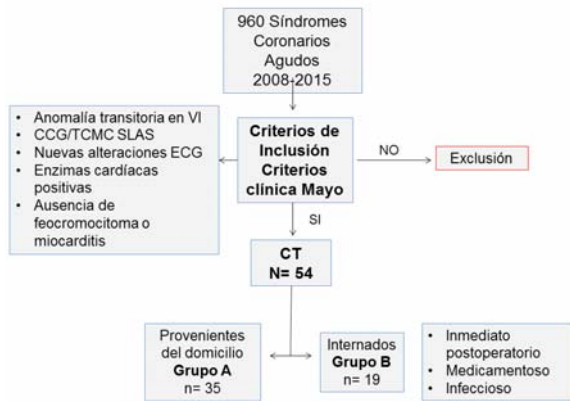 960 Síndromes
Coronarios
Agudos
2008-2015
• Anomalía transitoria en VI
• CCG/TCMC SLAS
• Nuevas alteraciones ECG
• Enzimas cardíacas
positivas
• Ausencia de
feocromocitoma o
miocarditis
Criterios de
Inclusión
Criterios
clínica Mayo
NO
Exclusión
SI
CT
N= 54
Provenientes
del domicilio
Grupo A
n= 35
Internados
Grupo B
n= 19
• Inmediato
postoperatorio
• Medicamentoso
• Infeccioso